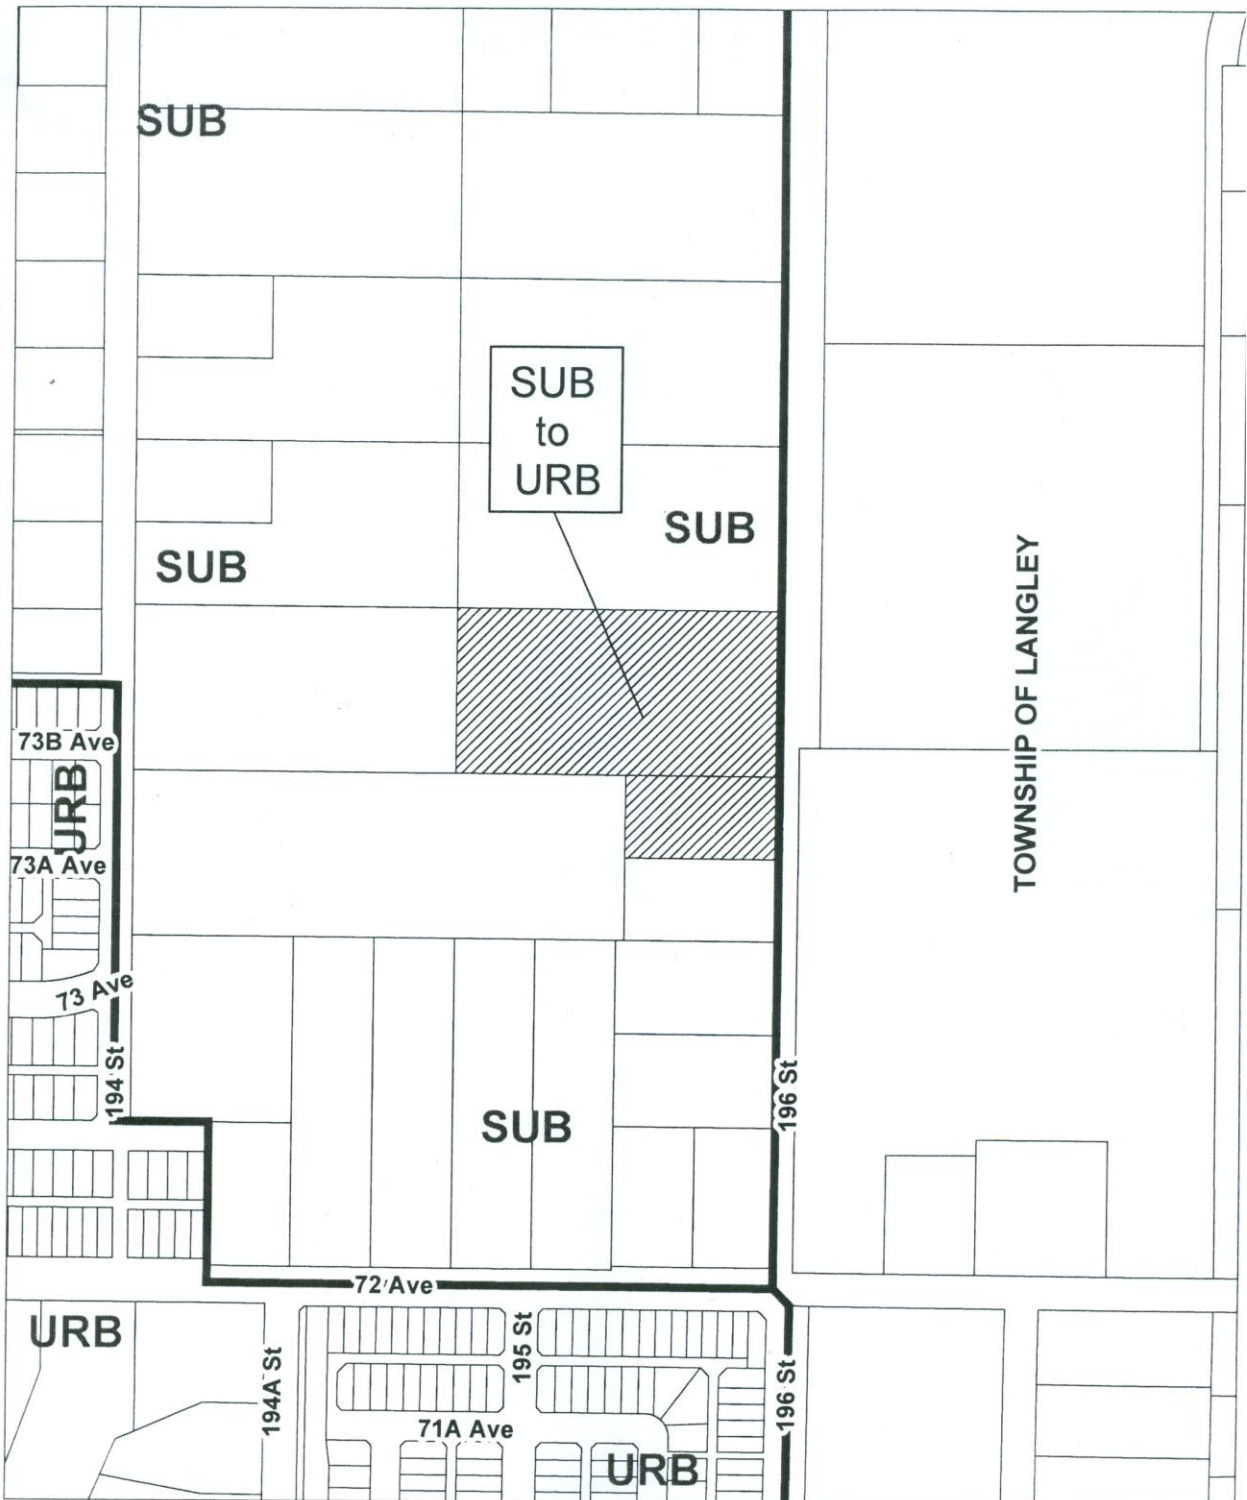 SUB
SUB
to
URB
SUB
SUB
TOWNSHIP OF LANGLEY
73B Ave
URB
73A Ave
73 Ave
194 St
196 St
SUB
72 Ave
URB
195 St
194A St
196 St
71A Ave
URB